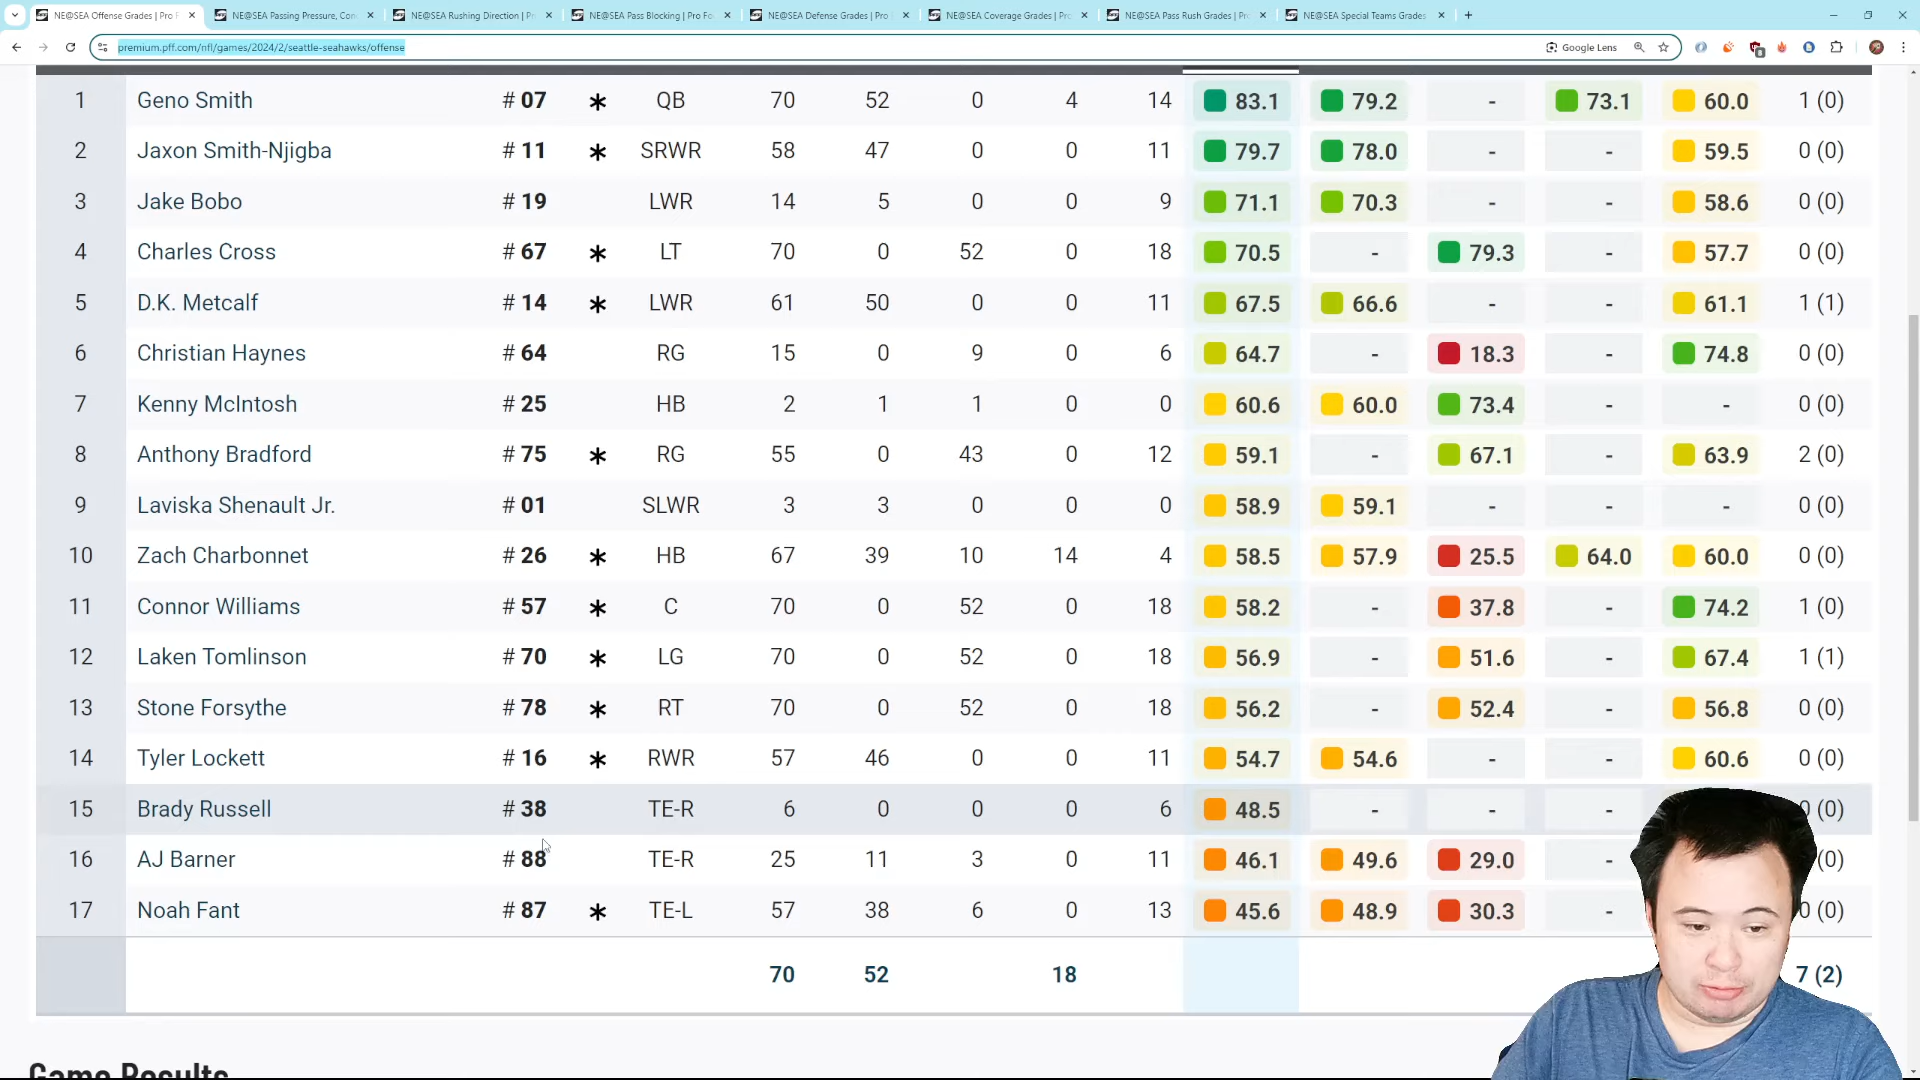 NE@SEA Offense Grades | Pro F
NE@SEA Passing Pressure, Con
NE@SEA Rushing Direction | P
NE@SEA Pass Blocking | Pro Fo
NE@SEA Defense Grades | Pro
NE@SEA Coverage Grades | Pro
NE@SEA Pass Rush Grades | Pro
NE@SEA Special Teams Grades
premium.pff.com/nfl/games/2024/2/seattle-seahawks/offense
Google Lens
1 Geno Smith # 07 * QB 70 52 0 4 14 83.1 79.2 - 73.1 60.0 1 (0)
2 Jaxon Smith-Njigba # 11 * SRWR 58 47 0 0 11 79.7 78.0 - - 59.5 0 (0)
3 Jake Bobo # 19 LWR 14 5 0 0 9 71.1 70.3 - - 58.6 0 (0)
4 Charles Cross # 67 * LT 70 0 52 0 18 70.5 - 79.3 - 57.7 0 (0)
5 D.K. Metcalf # 14 * LWR 61 50 0 0 11 67.5 66.6 - - 61.1 1 (1)
6 Christian Haynes # 64 RG 15 0 9 0 6 64.7 - 18.3 - 74.8 0 (0)
7 Kenny McIntosh # 25 HB 2 1 1 0 0 60.6 60.0 73.4 - - 0 (0)
8 Anthony Bradford # 75 * RG 55 0 43 0 12 59.1 - 67.1 - 63.9 2 (0)
9 Laviska Shenault Jr. # 01 SLWR 3 3 0 0 0 58.9 59.1 - - - 0 (0)
10 Zach Charbonnet # 26 * HB 67 39 10 14 4 58.5 57.9 25.5 64.0 60.0 0 (0)
11 Connor Williams # 57 * C 70 0 52 0 18 58.2 - 37.8 - 74.2 1 (0)
12 Laken Tomlinson # 70 * LG 70 0 52 0 18 56.9 - 51.6 - 67.4 1 (1)
13 Stone Forsythe # 78 * RT 70 0 52 0 18 56.2 - 52.4 - 56.8 0 (0)
14 Tyler Lockett # 16 * RWR 57 46 0 0 11 54.7 54.6 - - 60.6 0 (0)
15 Brady Russell # 38 TE-R 6 0 0 0 6 48.5 - - - 0 (0)
16 AJ Barner # 88 TE-R 25 11 3 0 11 46.1 49.6 29.0 - (0)
17 Noah Fant # 87 * TE-L 57 38 6 0 13 45.6 48.9 30.3 - 0 (0)
70 52 18 7 (2)
Game Results